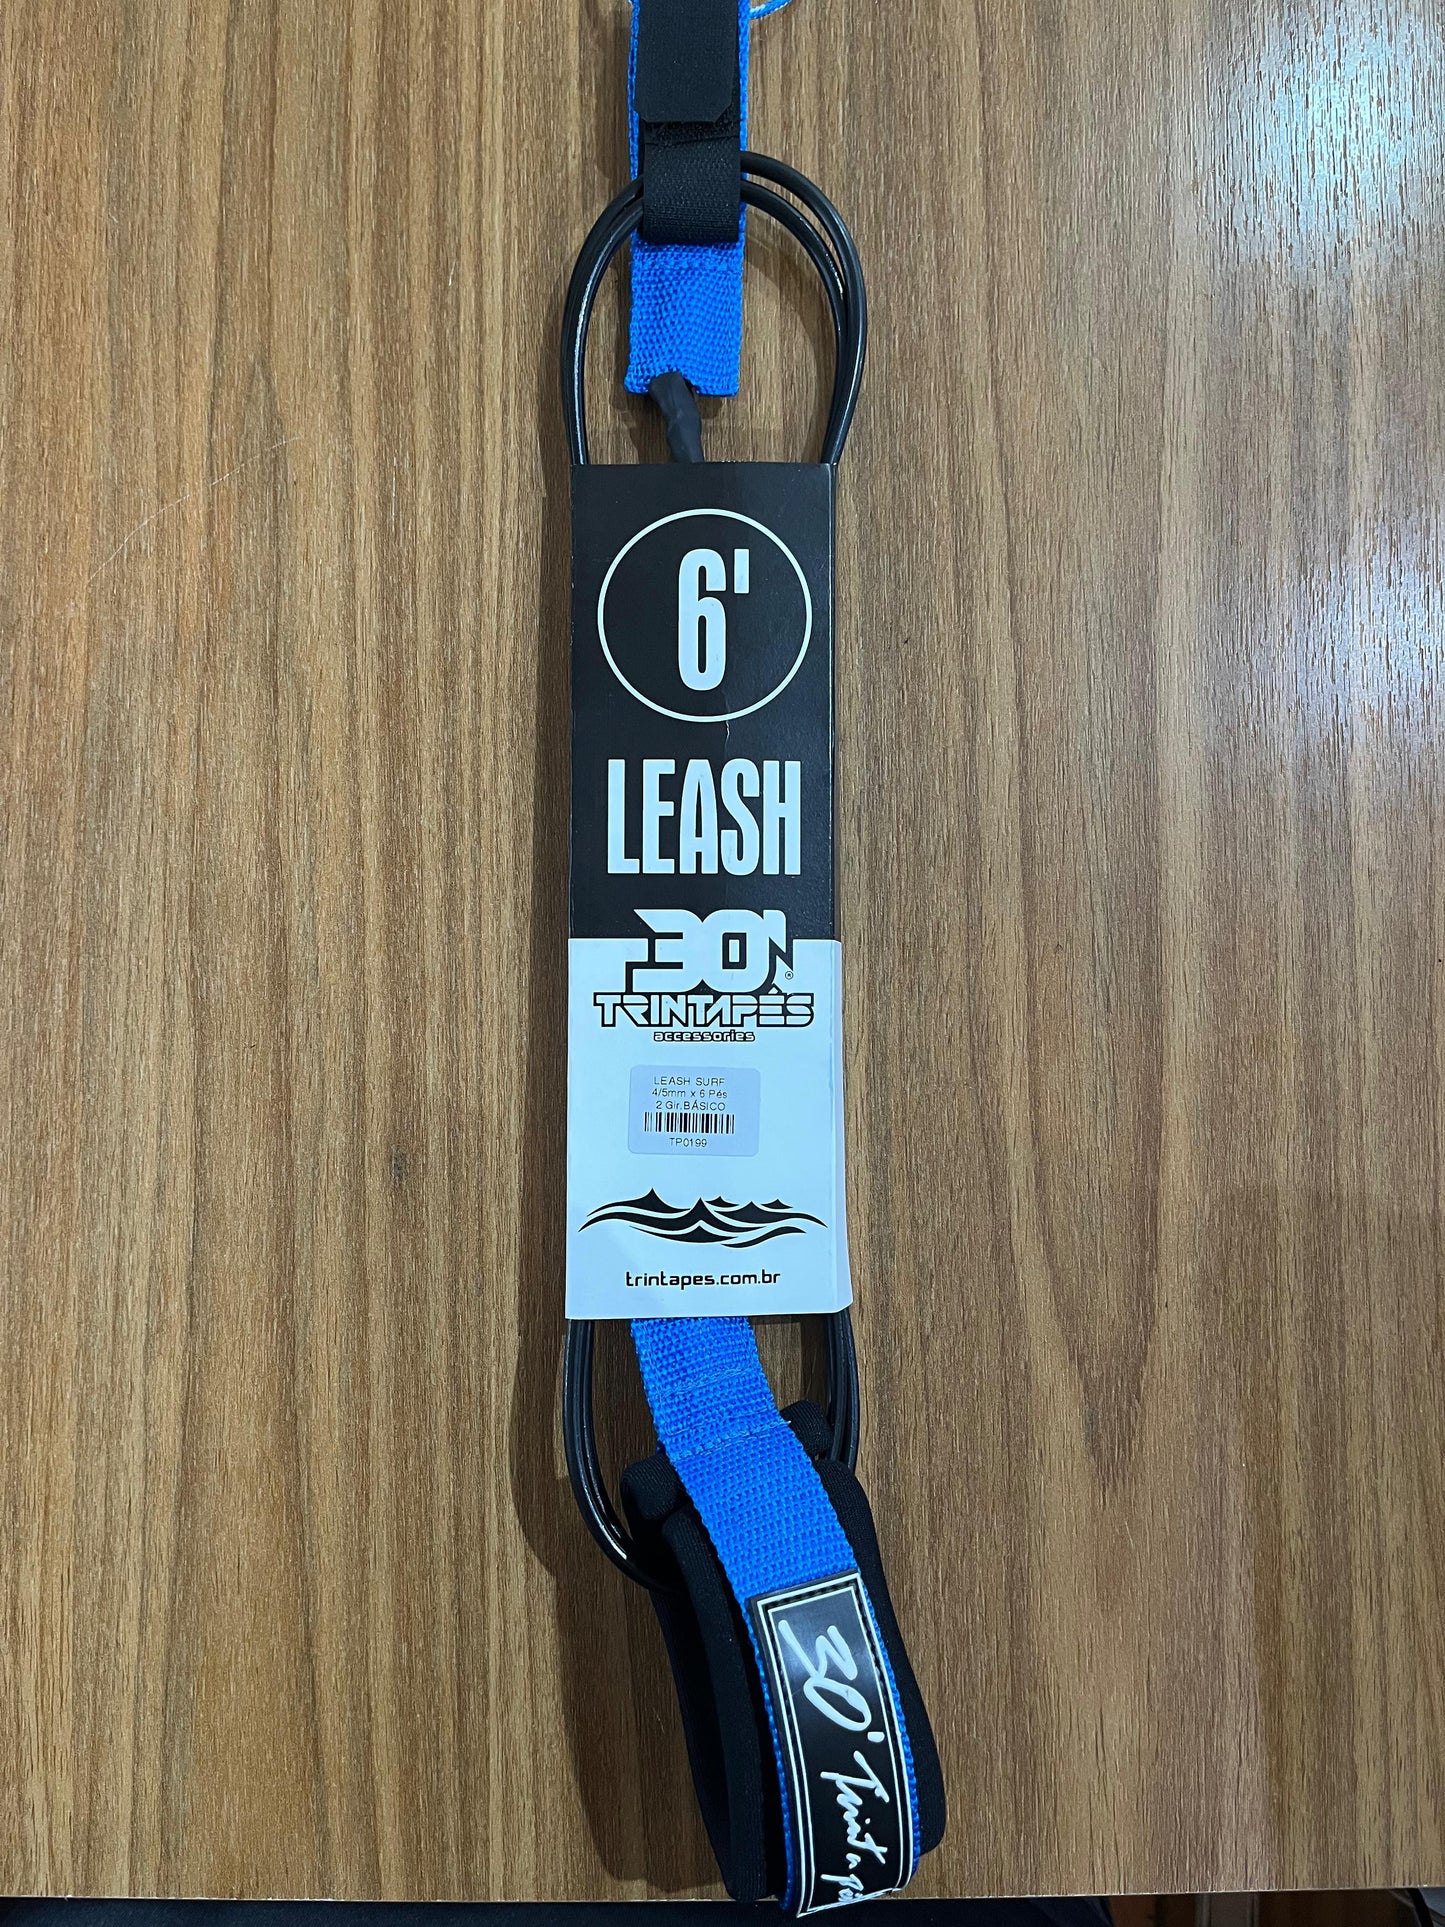 6'
LEASH
30'
®
TRINTAPÉS
accessories
LEASH SURF
4/5mm x 6 Pés
2 Gir.BÁSICO
TP0199
trintapes.com.br
30' Trintapés